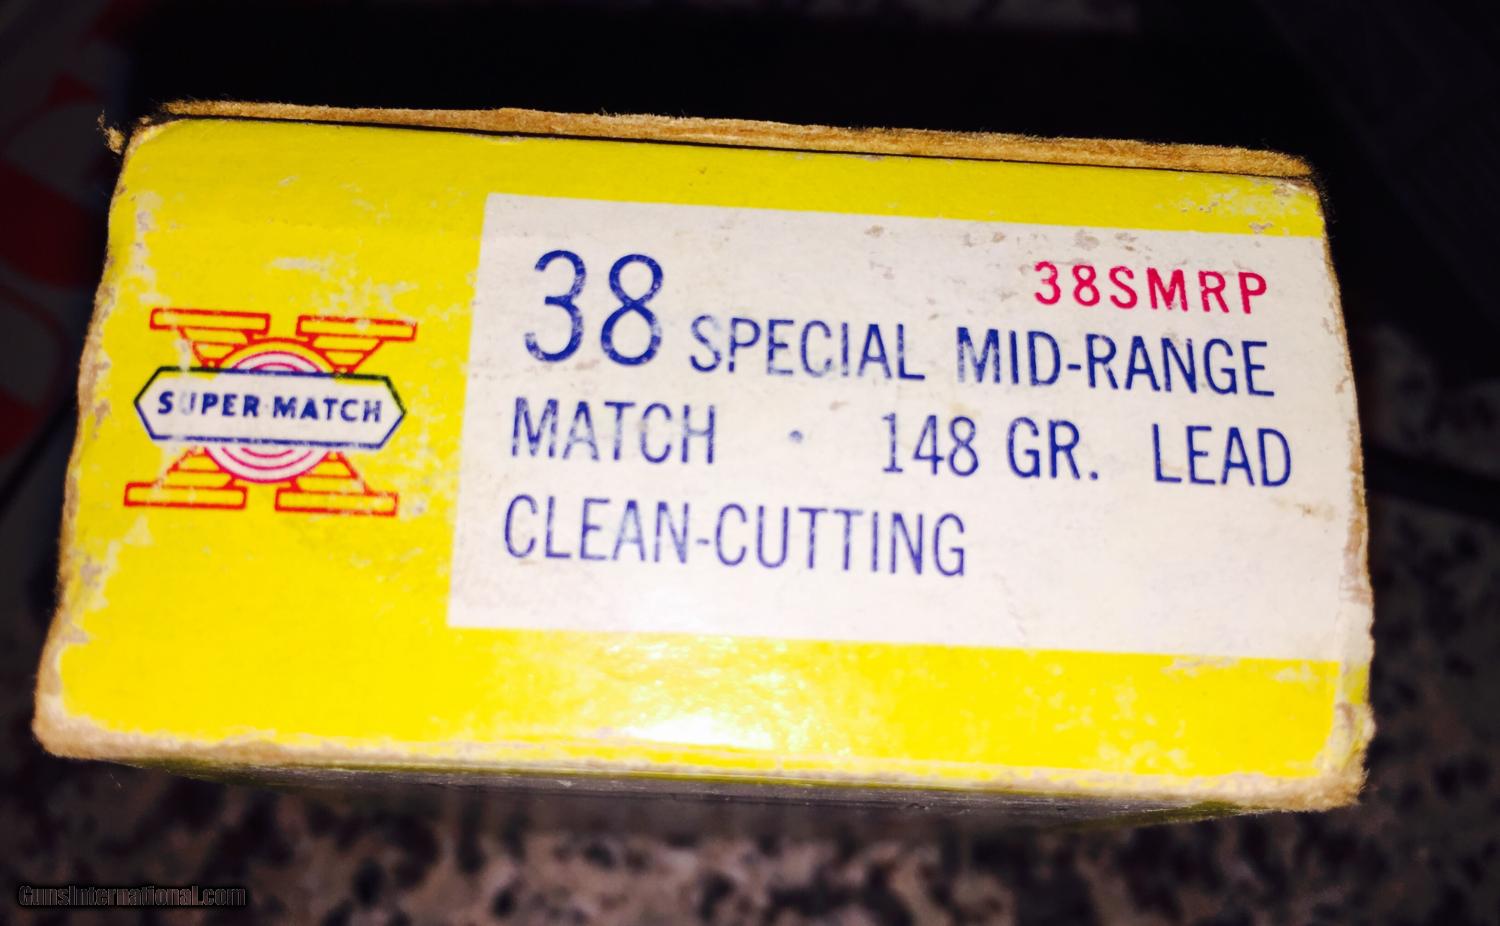 38SMRP
38 SPECIAL MID-RANGE
MATCH · 148 GR. LEAD
CLEAN-CUTTING
SUPER-MATCH
GunsInternational.com